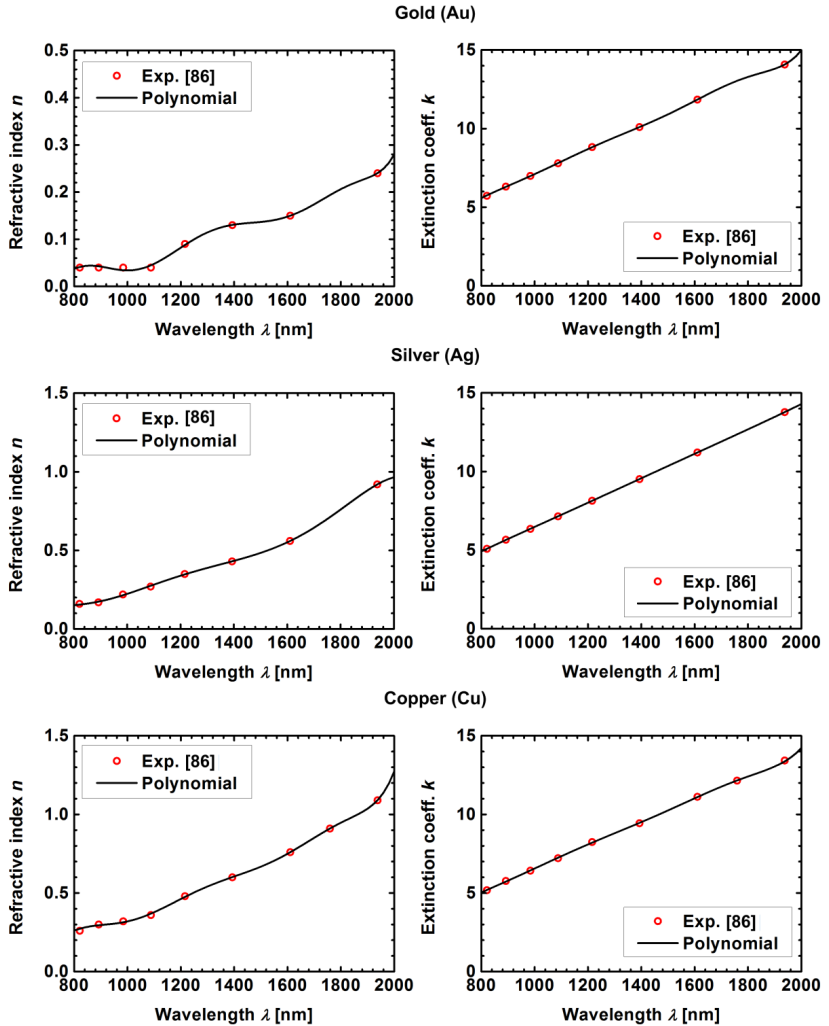 Gold (Au)
Refractive index n
0.5
0.4
0.3
0.2
0.1
0.0
Exp. [86]
Polynomial
800 1000 1200 1400 1600 1800 2000
Wavelength λ [nm]
Extinction coeff. k
15
10
5
0
Exp. [86]
Polynomial
800 1000 1200 1400 1600 1800 2000
Wavelength λ [nm]
Silver (Ag)
Refractive index n
1.5
1.0
0.5
0.0
Exp. [86]
Polynomial
800 1000 1200 1400 1600 1800 2000
Wavelength λ [nm]
Extinction coeff. k
15
10
5
0
Exp. [86]
Polynomial
800 1000 1200 1400 1600 1800 2000
Wavelength λ [nm]
Copper (Cu)
Refractive index n
1.5
1.0
0.5
0.0
Exp. [86]
Polynomial
800 1000 1200 1400 1600 1800 2000
Wavelength λ [nm]
Extinction coeff. k
15
10
5
0
Exp. [86]
Polynomial
800 1000 1200 1400 1600 1800 2000
Wavelength λ [nm]